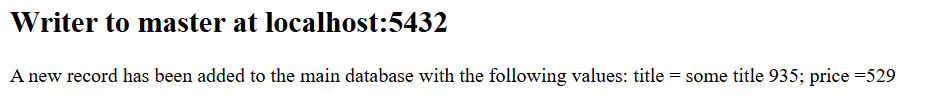 Writer to master at localhost:5432
A new record has been added to the main database with the following values: title = some title 935; price =529